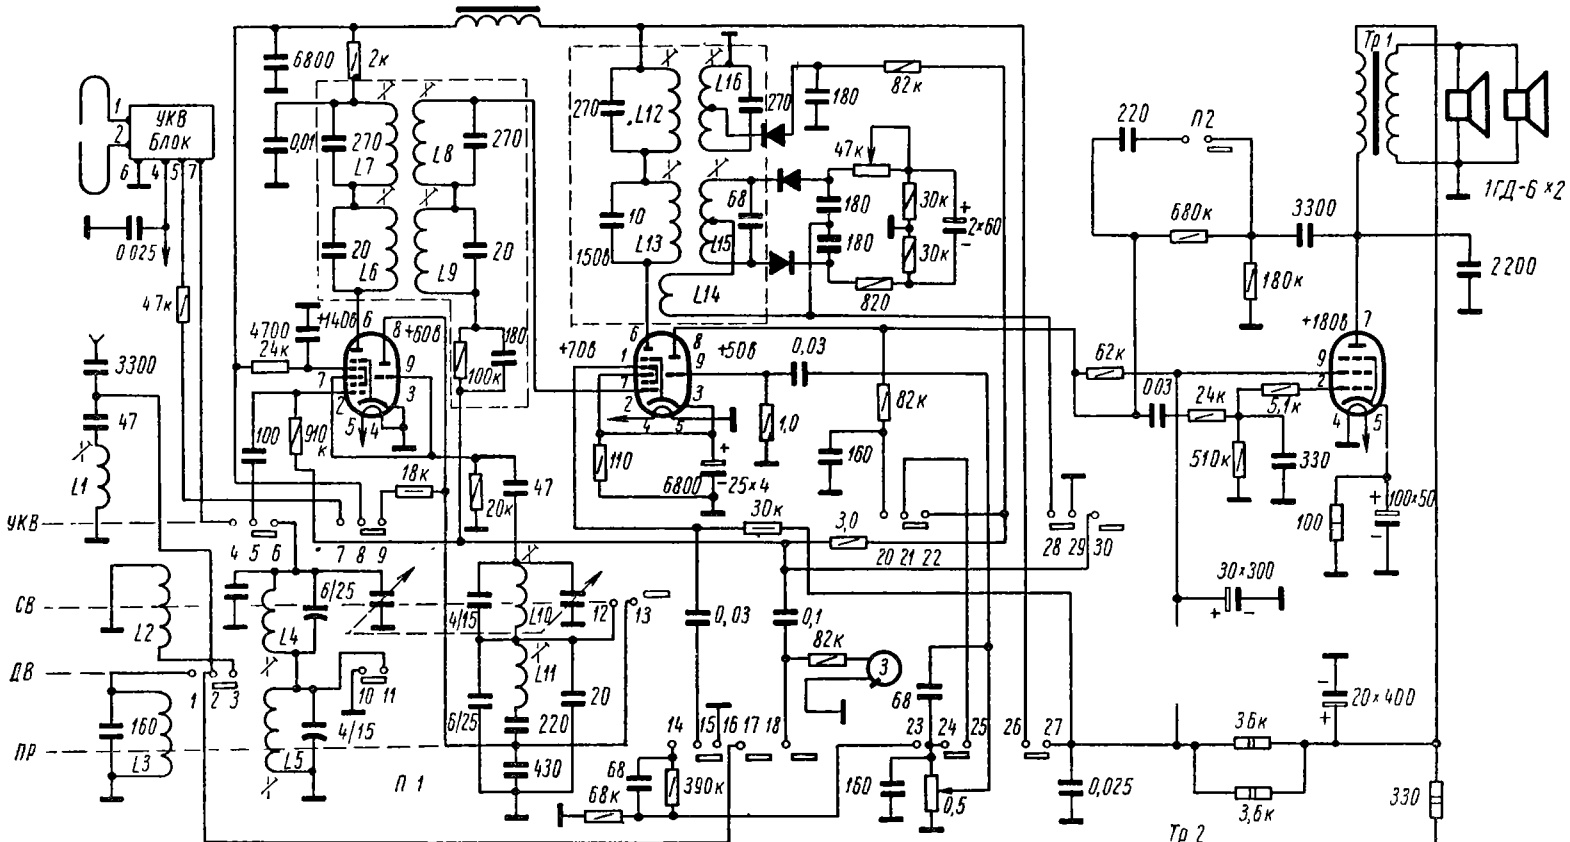 Тр 1
6800
2к
270
L12
L16
270
180
82к
1
2
УКВ
Блок
6
4
5
7
0,01
270
L7
L8
270
220
П2
47к
1ГД-6 ×2
10
L13
150в
68
L15
180
180
30к
30к
+
2×60
-
680к
3300
0.025
20
L6
L9
20
L14
820
180к
2200
47к
4700
+140в
6
8
+60в
180
6
8
+180в
7
24к
7
9
100к
+70в
1
7
+50в
9
0,03
62к
9
2
3300
2
3
3
82к
0,03
24к
5,1к
5
4
2
4
5
4
5
47
100
910
к
110
1,0
160
510к
330
L1
18к
20к
47
6800
+
-
25×4
100
+
100×50
-
УКВ
30к
3,0
4
5
6
7
8
9
20
21
22
28
29
30
6/25
30×300
+
-
СВ
L2
L4
4/15
L10
12
13
0,03
0,1
82к
З
ДВ
L11
68
-
20×400
+
1
2
3
10
11
6/25
20
160
L3
4/15
L5
220
14
15
16
17
18
23
24
25
26
27
3,6к
ПР
П 1
430
68
390к
68к
160
0,5
0,025
3,6к
330
Тр 2